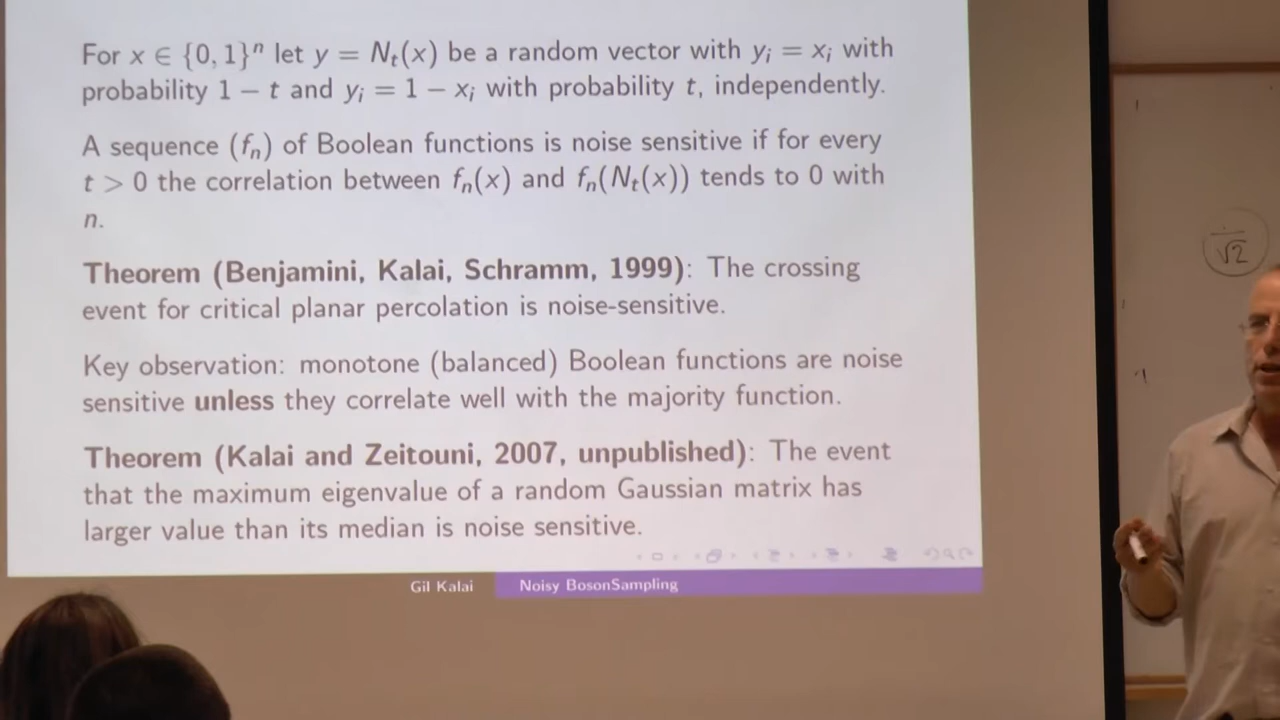 For x ∈ {0, 1}ⁿ let y = Nₜ(x) be a random vector with yᵢ = xᵢ with
probability 1 − t and yᵢ = 1 − xᵢ with probability t, independently.
A sequence (fₙ) of Boolean functions is noise sensitive if for every
t > 0 the correlation between fₙ(x) and fₙ(Nₜ(x)) tends to 0 with
n.
Theorem (Benjamini, Kalai, Schramm, 1999): The crossing
event for critical planar percolation is noise-sensitive.
Key observation: monotone (balanced) Boolean functions are noise
sensitive unless they correlate well with the majority function.
Theorem (Kalai and Zeitouni, 2007, unpublished): The event
that the maximum eigenvalue of a random Gaussian matrix has
larger value than its median is noise sensitive.
Gil Kalai Noisy BosonSampling
√2